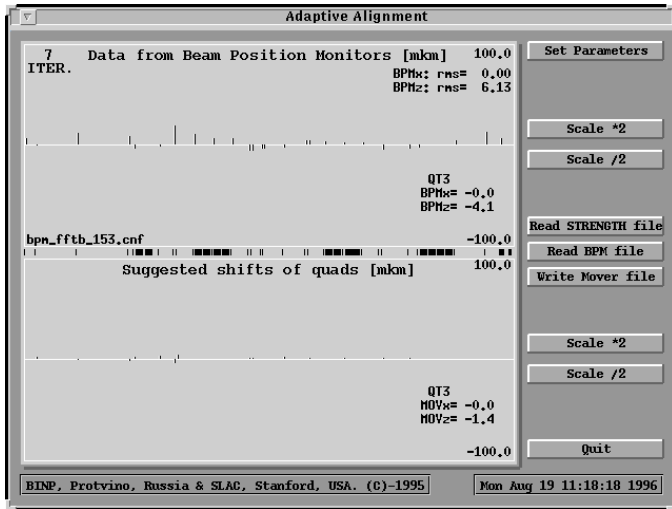 Adaptive Alignment
7 Data from Beam Position Monitors [mkm] 100.0
ITER.
BPMx: rms= 0.00
BPMz: rms= 6.13
QT3
BPMx= -0.0
BPMz= -4.1
bpm_fftb_153.cnf -100.0
Suggested shifts of quads [mkm] 100.0
QT3
MOVx= -0.0
MOVz= -1.4
-100.0
Set Parameters
Scale *2
Scale /2
Read STRENGTH file
Read BPM file
Write Mover file
Scale *2
Scale /2
Quit
BINP, Protvino, Russia & SLAC, Stanford, USA. (C)-1995
Mon Aug 19 11:18:18 1996